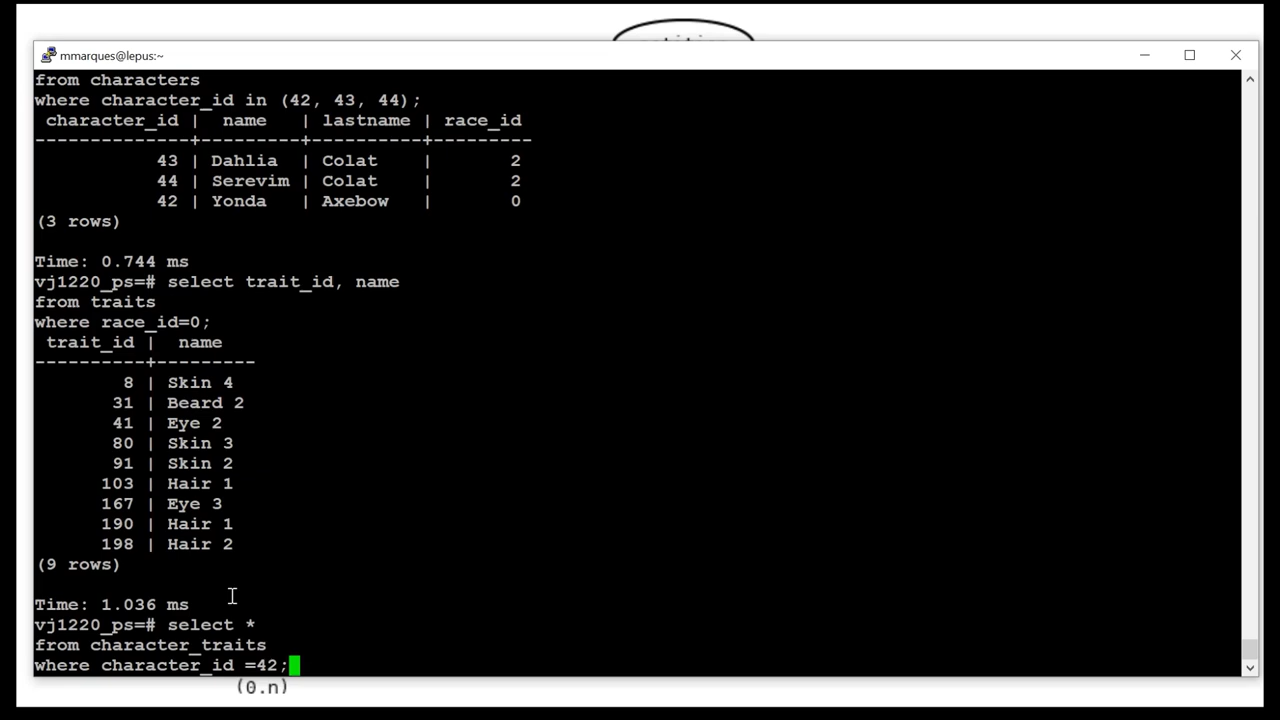 mmarques@lepus:~
from characters
where character_id in (42, 43, 44);
 character_id |  name   | lastname | race_id
--------------+---------+----------+---------
           43 | Dahlia  | Colat    |       2
           44 | Serevim | Colat    |       2
           42 | Yonda   | Axebow   |       0
(3 rows)
Time: 0.744 ms
vj1220_ps=# select trait_id, name
from traits
where race_id=0;
 trait_id |  name
----------+---------
        8 | Skin 4
       31 | Beard 2
       41 | Eye 2
       80 | Skin 3
       91 | Skin 2
      103 | Hair 1
      167 | Eye 3
      190 | Hair 1
      198 | Hair 2
(9 rows)
Time: 1.036 ms
vj1220_ps=# select *
from character_traits
where character_id =42;
(0.n)